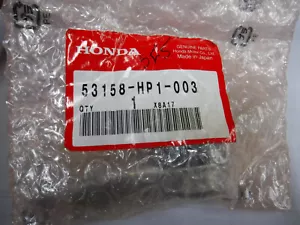 HONDA
GENUINE PARTS
Honda Motor Co., Ltd.
Made in Japan
53158-HP1-003
QTY 1 X8A17